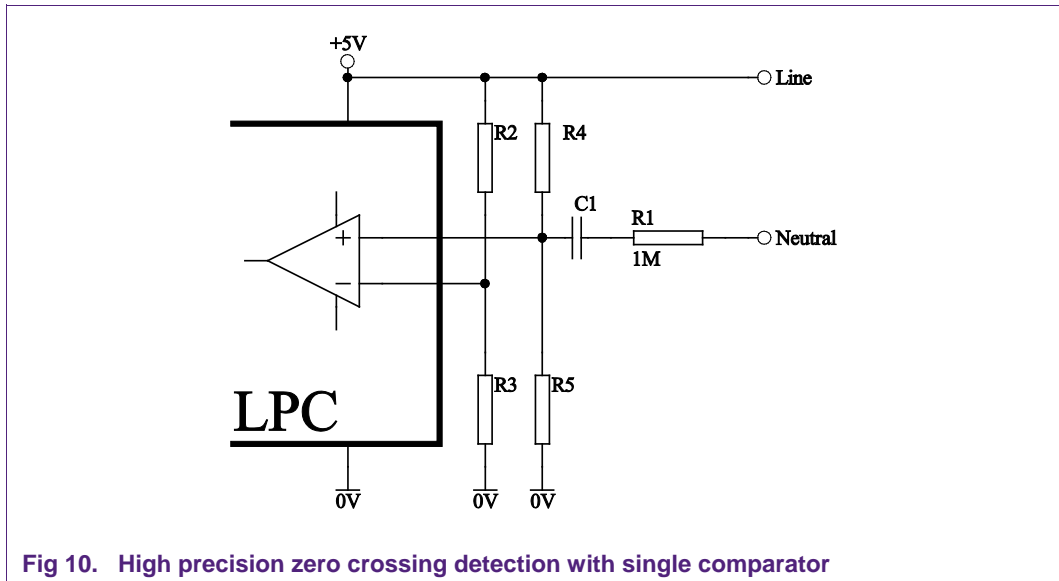 +5V
Line
R2
R4
C1
R1
+
Neutral
1M
−
R3
R5
LPC
0V
0V
0V
Fig 10. High precision zero crossing detection with single comparator